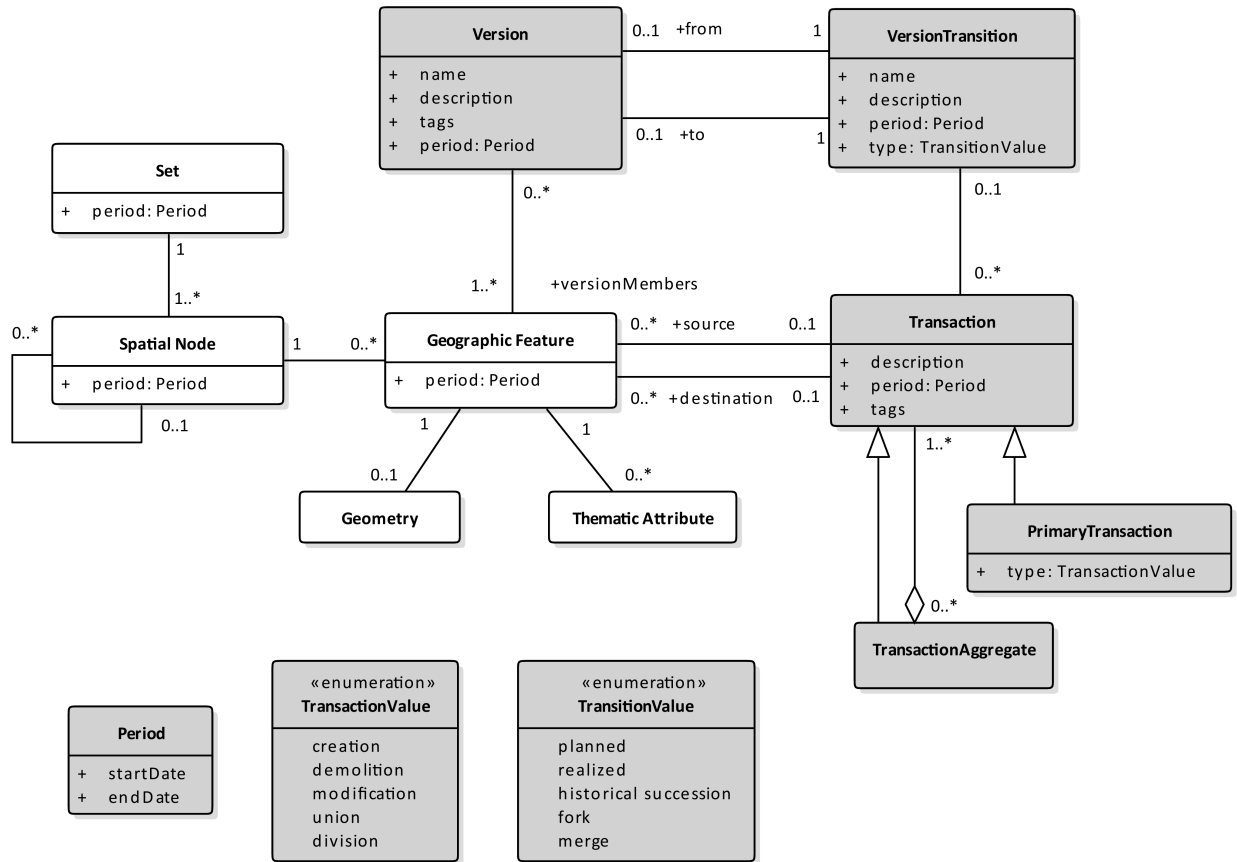 Version
+ name
+ description
+ tags
+ period: Period
0..1 +from 1
0..1 +to 1
VersionTransition
+ name
+ description
+ period: Period
+ type: TransitionValue
Set
+ period: Period
1
1..*
0..*
1..* +versionMembers
0..1
0..*
0..*
Spatial Node
+ period: Period
0..1
1 0..*
Geographic Feature
+ period: Period
0..* +source 0..1
0..* +destination 0..1
Transaction
+ description
+ period: Period
+ tags
1
0..1
1
0..*
Geometry
Thematic Attribute
1..*
0..*
PrimaryTransaction
+ type: TransactionValue
TransactionAggregate
Period
+ startDate
+ endDate
«enumeration»
TransactionValue
creation
demolition
modification
union
division
«enumeration»
TransitionValue
planned
realized
historical succession
fork
merge